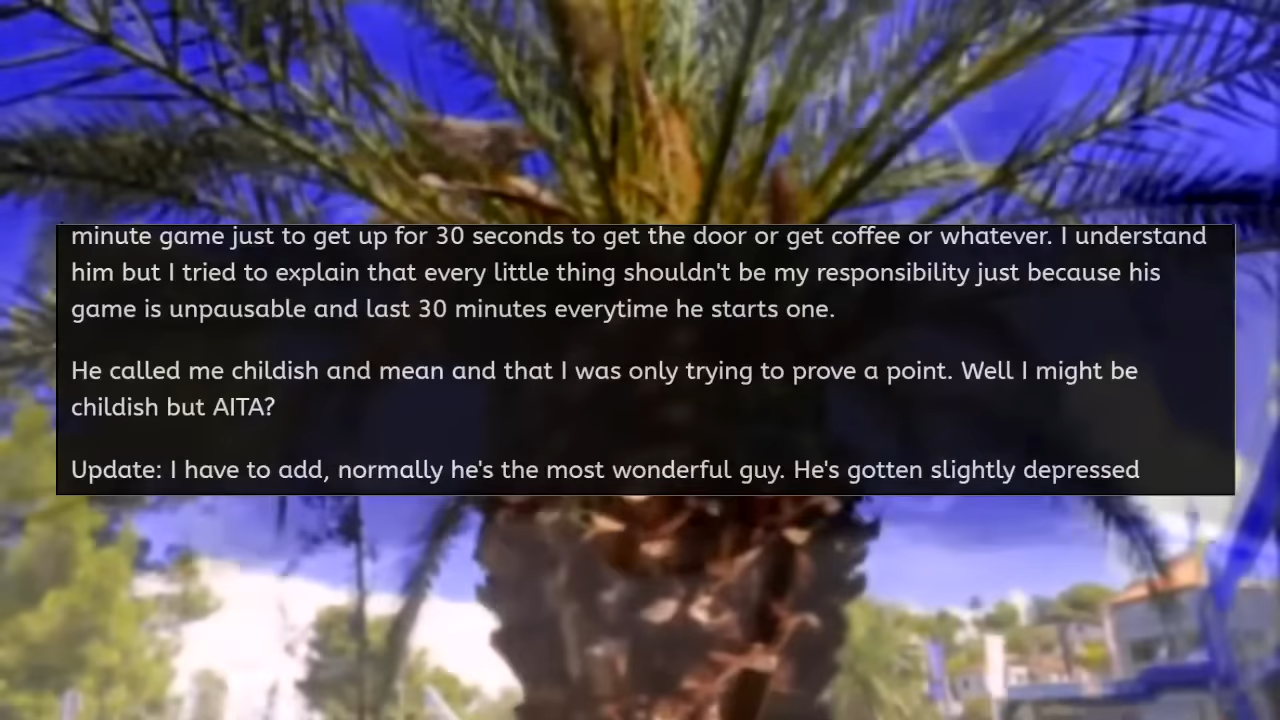 minute game just to get up for 30 seconds to get the door or get coffee or whatever. I understand
him but I tried to explain that every little thing shouldn't be my responsibility just because his
game is unpausable and last 30 minutes everytime he starts one.
He called me childish and mean and that I was only trying to prove a point. Well I might be
childish but AITA?
Update: I have to add, normally he's the most wonderful guy. He's gotten slightly depressed